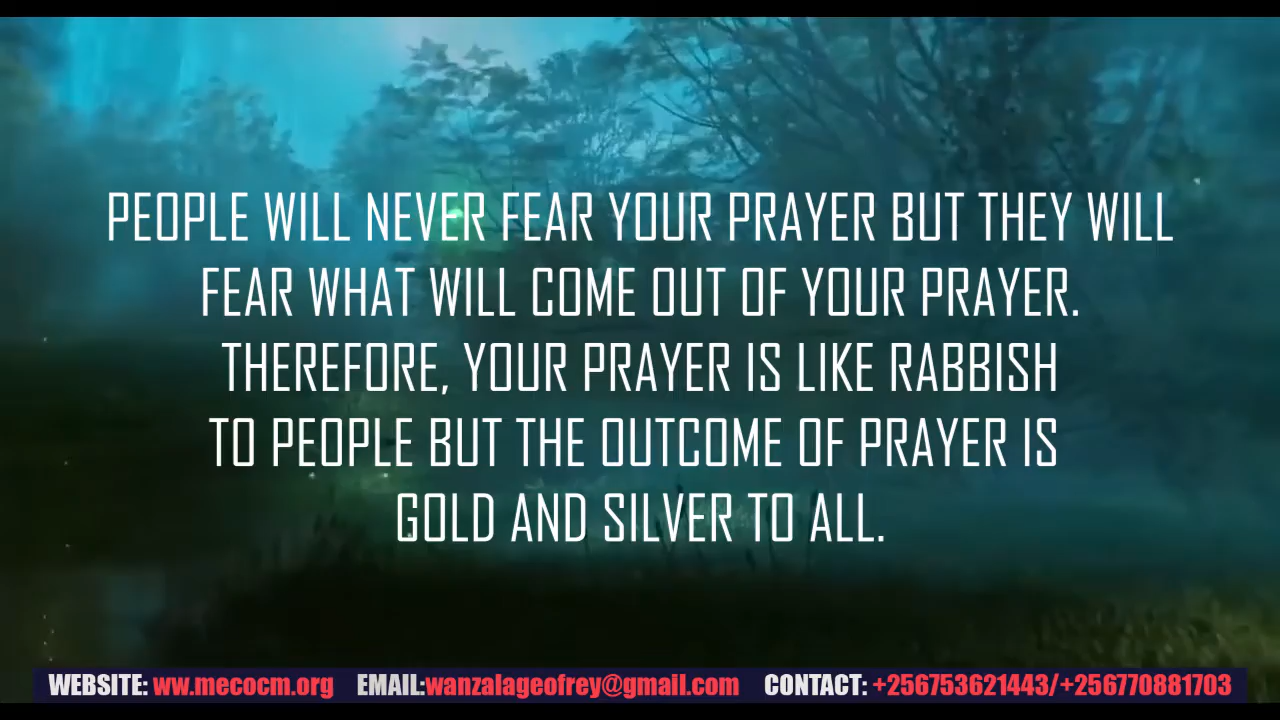 PEOPLE WILL NEVER FEAR YOUR PRAYER BUT THEY WILL
FEAR WHAT WILL COME OUT OF YOUR PRAYER.
THEREFORE, YOUR PRAYER IS LIKE RABBISH
TO PEOPLE BUT THE OUTCOME OF PRAYER IS
GOLD AND SILVER TO ALL.
WEBSITE: ww.mecocm.org EMAIL:wanzalageofrey@gmail.com CONTACT: +256753621443/+256770881703